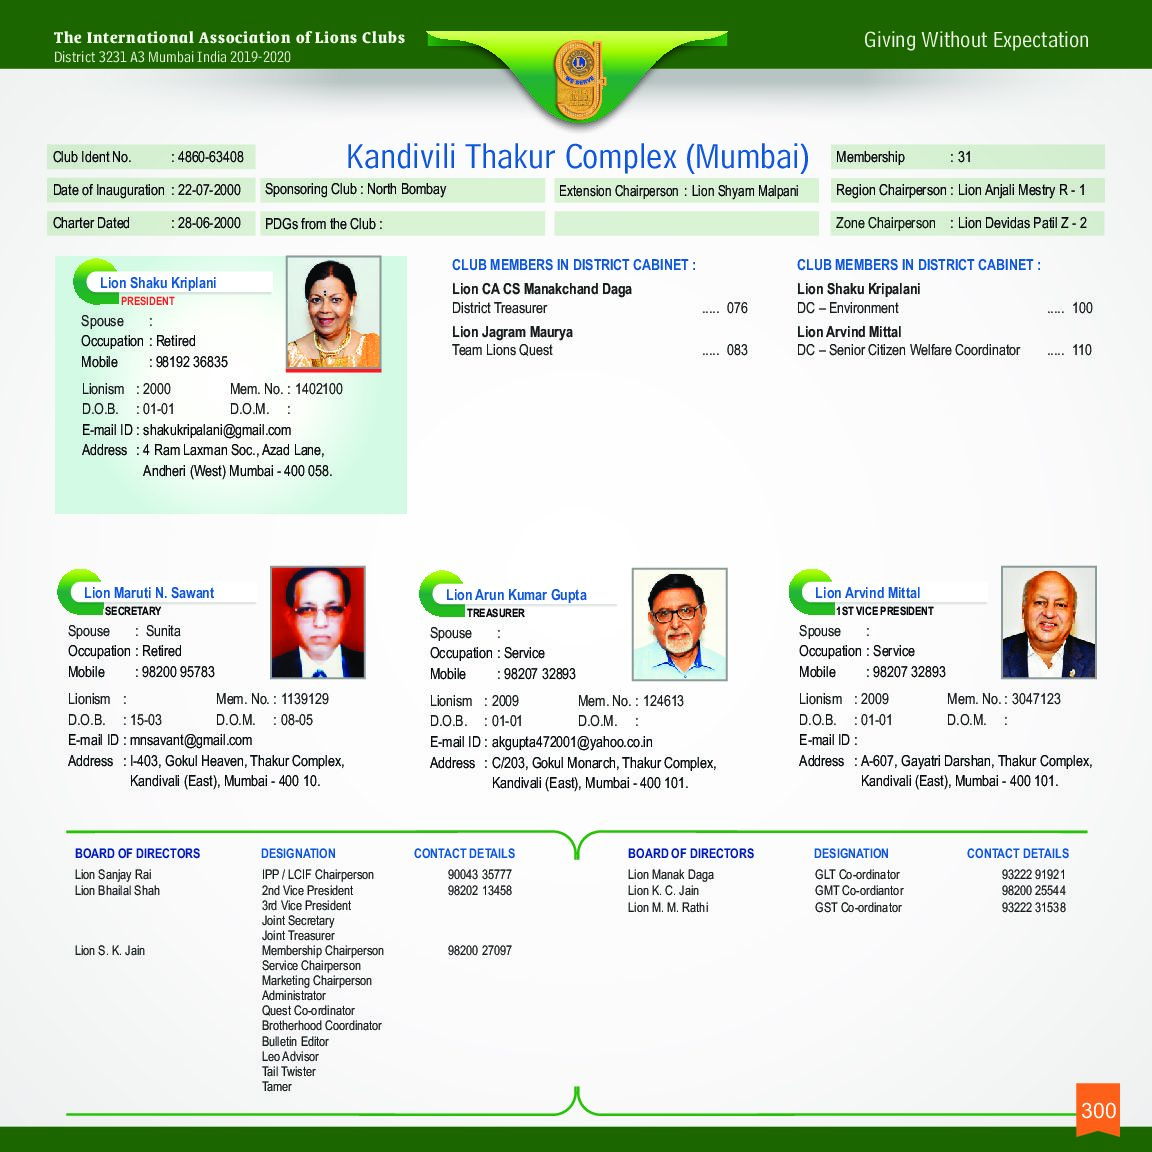 The International Association of Lions Clubs
District 3231 A3 Mumbai India 2019-2020
Giving Without Expectation
WE SERVE
Kandivili Thakur Complex (Mumbai)
Club Ident No. : 4860-63408
Membership : 31
Date of Inauguration : 22-07-2000
Sponsoring Club : North Bombay
Extension Chairperson : Lion Shyam Malpani
Region Chairperson : Lion Anjali Mestry R - 1
Charter Dated : 28-06-2000
PDGs from the Club :
Zone Chairperson : Lion Devidas Patil Z - 2
Lion Shaku Kriplani
PRESIDENT
Spouse :
Occupation : Retired
Mobile : 98192 36835
Lionism : 2000 Mem. No. : 1402100
D.O.B. : 01-01 D.O.M. :
E-mail ID : shakukripalani@gmail.com
Address : 4 Ram Laxman Soc., Azad Lane,
Andheri (West) Mumbai - 400 058.
CLUB MEMBERS IN DISTRICT CABINET :
Lion CA CS Manakchand Daga
District Treasurer ..... 076
Lion Jagram Maurya
Team Lions Quest ..... 083
CLUB MEMBERS IN DISTRICT CABINET :
Lion Shaku Kripalani
DC – Environment ..... 100
Lion Arvind Mittal
DC – Senior Citizen Welfare Coordinator ..... 110
Lion Maruti N. Sawant
SECRETARY
Spouse : Sunita
Occupation : Retired
Mobile : 98200 95783
Lionism : Mem. No. : 1139129
D.O.B. : 15-03 D.O.M. : 08-05
E-mail ID : mnsavant@gmail.com
Address : I-403, Gokul Heaven, Thakur Complex,
Kandivali (East), Mumbai - 400 10.
Lion Arun Kumar Gupta
TREASURER
Spouse :
Occupation : Service
Mobile : 98207 32893
Lionism : 2009 Mem. No. : 124613
D.O.B. : 01-01 D.O.M. :
E-mail ID : akgupta472001@yahoo.co.in
Address : C/203, Gokul Monarch, Thakur Complex,
Kandivali (East), Mumbai - 400 101.
Lion Arvind Mittal
1ST VICE PRESIDENT
Spouse :
Occupation : Service
Mobile : 98207 32893
Lionism : 2009 Mem. No. : 3047123
D.O.B. : 01-01 D.O.M. :
E-mail ID :
Address : A-607, Gayatri Darshan, Thakur Complex,
Kandivali (East), Mumbai - 400 101.
BOARD OF DIRECTORS DESIGNATION CONTACT DETAILS
Lion Sanjay Rai IPP / LCIF Chairperson 90043 35777
Lion Bhailal Shah 2nd Vice President 98202 13458
3rd Vice President
Joint Secretary
Joint Treasurer
Lion S. K. Jain Membership Chairperson 98200 27097
Service Chairperson
Marketing Chairperson
Administrator
Quest Co-ordinator
Brotherhood Coordinator
Bulletin Editor
Leo Advisor
Tail Twister
Tamer
BOARD OF DIRECTORS DESIGNATION CONTACT DETAILS
Lion Manak Daga GLT Co-ordinator 93222 91921
Lion K. C. Jain GMT Co-ordiantor 98200 25544
Lion M. M. Rathi GST Co-ordinator 93222 31538
300